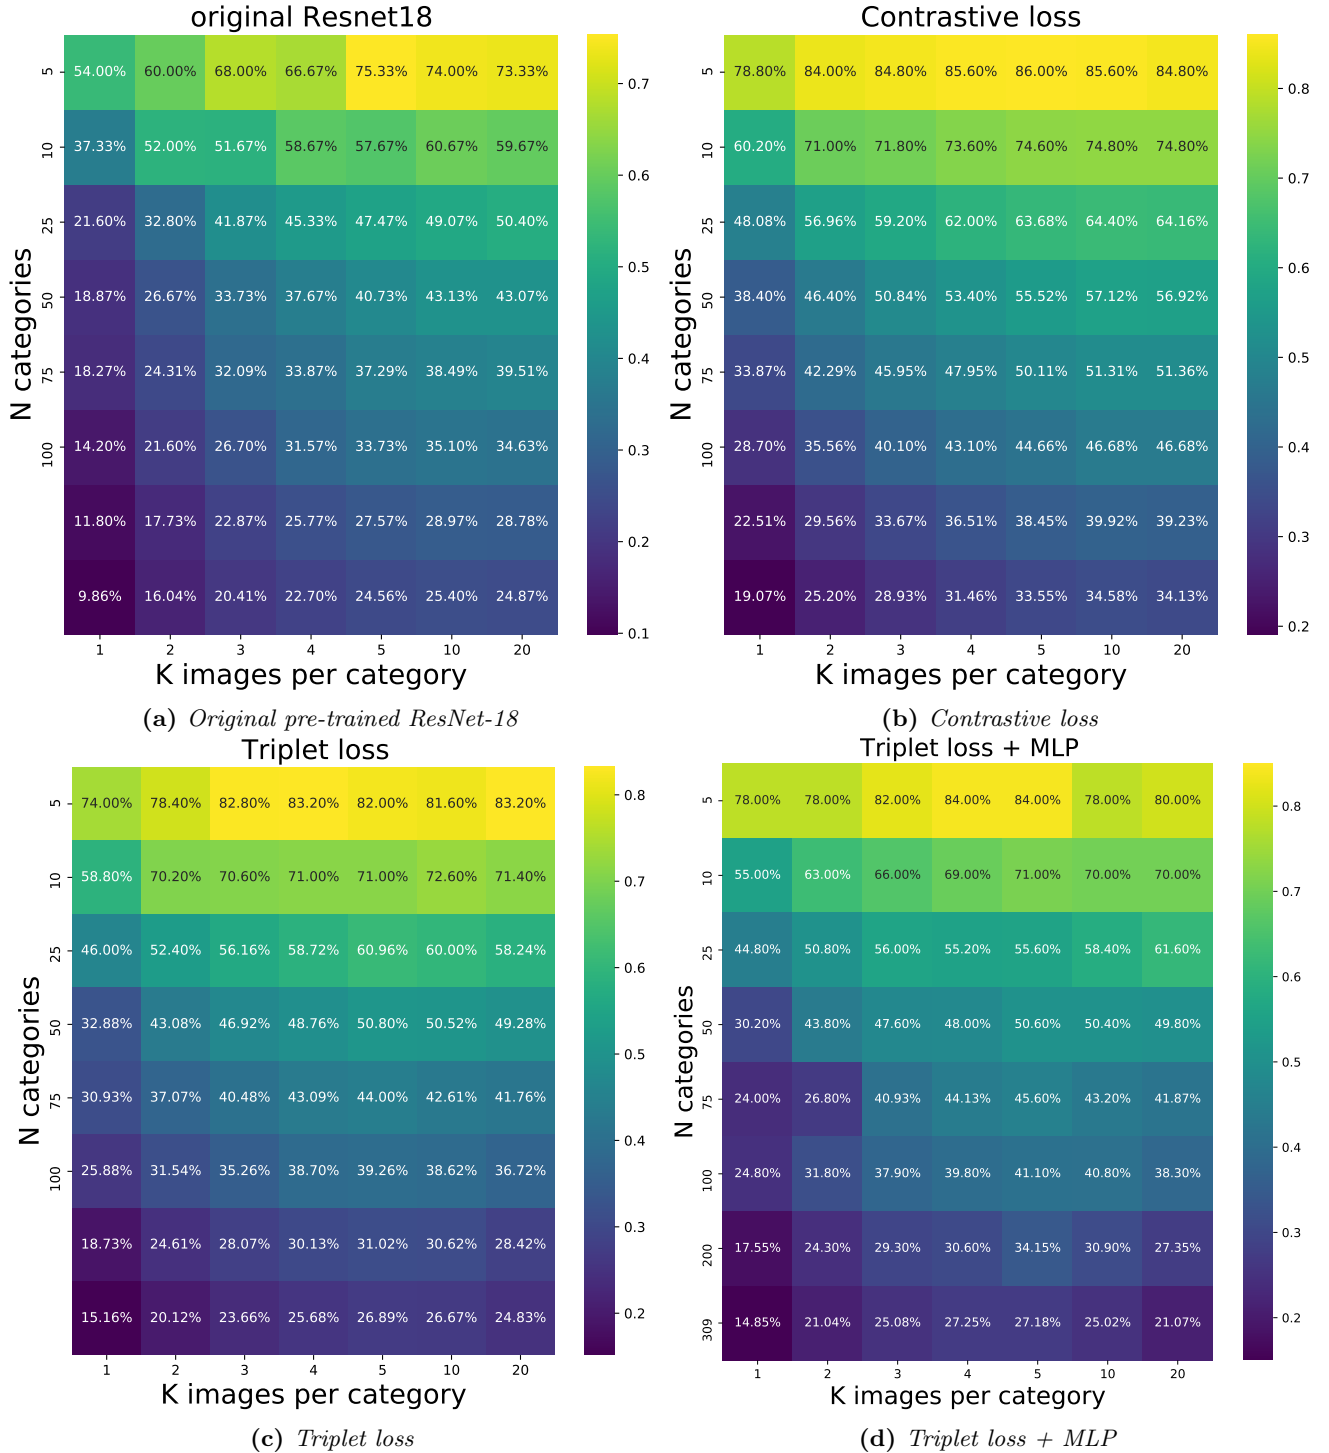 original Resnet18
5 54.00% 60.00% 68.00% 66.67% 75.33% 74.00% 73.33%
10 37.33% 52.00% 51.67% 58.67% 57.67% 60.67% 59.67%
25 21.60% 32.80% 41.87% 45.33% 47.47% 49.07% 50.40%
50 18.87% 26.67% 33.73% 37.67% 40.73% 43.13% 43.07%
75 18.27% 24.31% 32.09% 33.87% 37.29% 38.49% 39.51%
100 14.20% 21.60% 26.70% 31.57% 33.73% 35.10% 34.63%
11.80% 17.73% 22.87% 25.77% 27.57% 28.97% 28.78%
9.86% 16.04% 20.41% 22.70% 24.56% 25.40% 24.87%
1 2 3 4 5 10 20
N categories
K images per category
0.7
0.6
0.5
0.4
0.3
0.2
0.1
(a) Original pre-trained ResNet-18
Contrastive loss
5 78.80% 84.00% 84.80% 85.60% 86.00% 85.60% 84.80%
10 60.20% 71.00% 71.80% 73.60% 74.60% 74.80% 74.80%
25 48.08% 56.96% 59.20% 62.00% 63.68% 64.40% 64.16%
50 38.40% 46.40% 50.84% 53.40% 55.52% 57.12% 56.92%
75 33.87% 42.29% 45.95% 47.95% 50.11% 51.31% 51.36%
100 28.70% 35.56% 40.10% 43.10% 44.66% 46.68% 46.68%
22.51% 29.56% 33.67% 36.51% 38.45% 39.92% 39.23%
19.07% 25.20% 28.93% 31.46% 33.55% 34.58% 34.13%
1 2 3 4 5 10 20
N categories
K images per category
0.8
0.7
0.6
0.5
0.4
0.3
0.2
(b) Contrastive loss
Triplet loss
5 74.00% 78.40% 82.80% 83.20% 82.00% 81.60% 83.20%
10 58.80% 70.20% 70.60% 71.00% 71.00% 72.60% 71.40%
25 46.00% 52.40% 56.16% 58.72% 60.96% 60.00% 58.24%
50 32.88% 43.08% 46.92% 48.76% 50.80% 50.52% 49.28%
75 30.93% 37.07% 40.48% 43.09% 44.00% 42.61% 41.76%
100 25.88% 31.54% 35.26% 38.70% 39.26% 38.62% 36.72%
18.73% 24.61% 28.07% 30.13% 31.02% 30.62% 28.42%
15.16% 20.12% 23.66% 25.68% 26.89% 26.67% 24.83%
1 2 3 4 5 10 20
N categories
K images per category
0.8
0.7
0.6
0.5
0.4
0.3
0.2
(c) Triplet loss
Triplet loss + MLP
5 78.00% 78.00% 82.00% 84.00% 84.00% 78.00% 80.00%
10 55.00% 63.00% 66.00% 69.00% 71.00% 70.00% 70.00%
25 44.80% 50.80% 56.00% 55.20% 55.60% 58.40% 61.60%
50 30.20% 43.80% 47.60% 48.00% 50.60% 50.40% 49.80%
75 24.00% 26.80% 40.93% 44.13% 45.60% 43.20% 41.87%
100 24.80% 31.80% 37.90% 39.80% 41.10% 40.80% 38.30%
200 17.55% 24.30% 29.30% 30.60% 34.15% 30.90% 27.35%
309 14.85% 21.04% 25.08% 27.25% 27.18% 25.02% 21.07%
1 2 3 4 5 10 20
N categories
K images per category
0.8
0.7
0.6
0.5
0.4
0.3
0.2
(d) Triplet loss + MLP